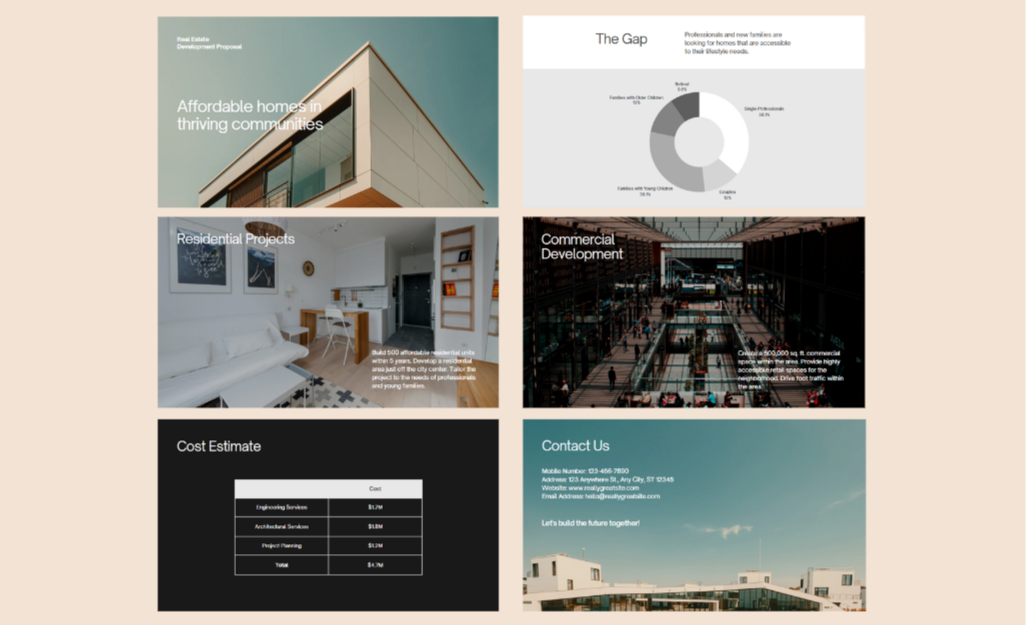 Real Estate
Development Proposal
Affordable homes in
thriving communities
The Gap
Professionals and new families are
looking for homes that are accessible
to their lifestyle needs.
Retired
Families with Older Children
Single Professionals
Families with Young Children
Couples
10%
Residential Projects
Build 500 affordable residential units
within 5 years. Develop a residential
area just off the city center. Tailor the
project to the needs of professionals
and young families.
Commercial
Development
Create a 500,000 sq. ft. commercial
space within the area. Provide highly
accessible retail spaces for the
neighborhood. Drive foot traffic within
the area.
Cost Estimate
Cost
Engineering Services $1.7M
Architectural Services $1.8M
Project Planning $1.2M
Total $4.7M
Contact Us
Mobile Number: 123-456-7890
Address: 123 Anywhere St., Any City, ST 12345
Website: www.reallygreatsite.com
Email Address: hello@reallygreatsite.com
Let's build the future together!